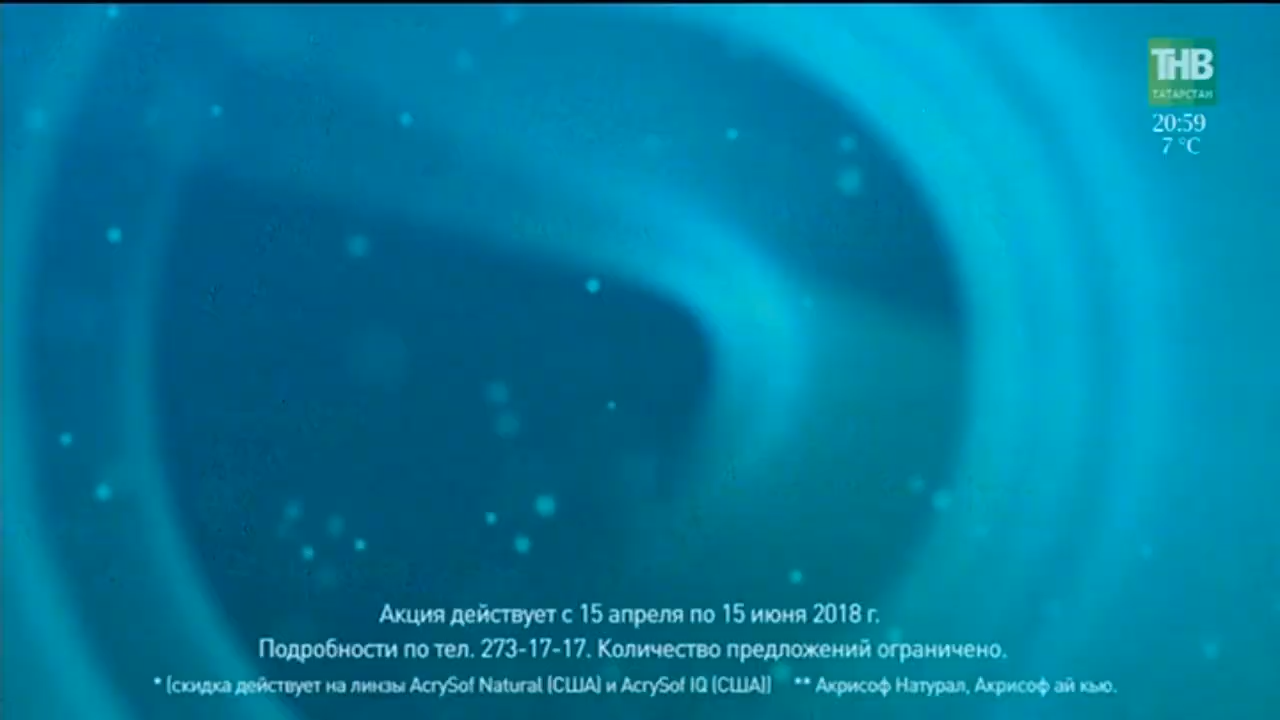 ТНВ
ТАТАРСТАН
20:59
7 °C
Акция действует с 15 апреля по 15 июня 2018 г.
Подробности по тел. 273-17-17. Количество предложений ограничено.
* (скидка действует на линзы AcrySof Natural (США) и AcrySof IQ (США)) ** Акрисоф Натурал, Акрисоф ай кью.